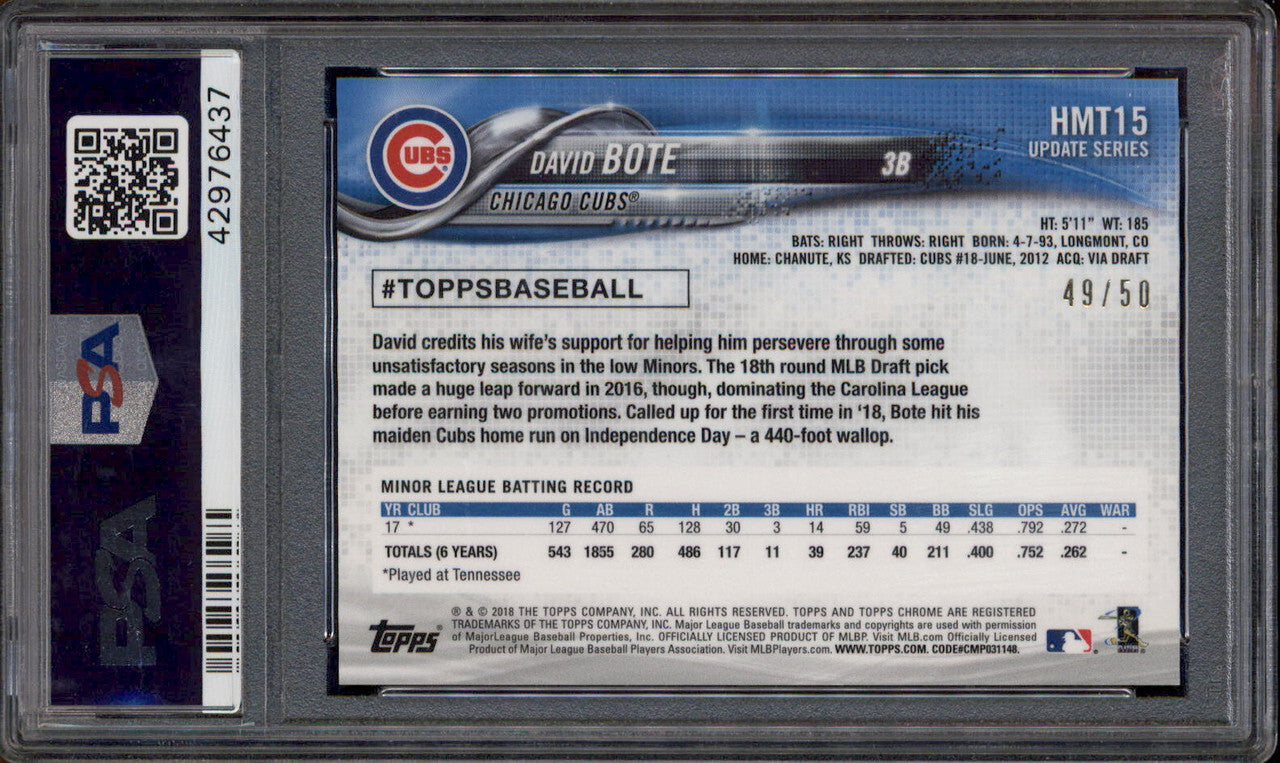 42976437
PSA
PSA
CUBS
DAVID BOTE
3B
CHICAGO CUBS®
HMT15
UPDATE SERIES
HT: 5'11" WT: 185
BATS: RIGHT THROWS: RIGHT BORN: 4-7-93, LONGMONT, CO
HOME: CHANUTE, KS DRAFTED: CUBS #18-JUNE, 2012 ACQ: VIA DRAFT
49/50
#TOPPSBASEBALL
David credits his wife's support for helping him persevere through some
unsatisfactory seasons in the low Minors. The 18th round MLB Draft pick
made a huge leap forward in 2016, though, dominating the Carolina League
before earning two promotions. Called up for the first time in '18, Bote hit his
maiden Cubs home run on Independence Day – a 440-foot wallop.
MINOR LEAGUE BATTING RECORD
YR CLUB G AB R H 2B 3B HR RBI SB BB SLG OPS AVG WAR
17 * 127 470 65 128 30 3 14 59 5 49 .438 .792 .272 -
TOTALS (6 YEARS) 543 1855 280 486 117 11 39 237 40 211 .400 .752 .262 -
*Played at Tennessee
® & © 2018 THE TOPPS COMPANY, INC. ALL RIGHTS RESERVED. TOPPS AND TOPPS CHROME ARE REGISTERED
TRADEMARKS OF THE TOPPS COMPANY, INC. Major League Baseball trademarks and copyrights are used with permission
of MajorLeague Baseball Properties, Inc. OFFICIALLY LICENSED PRODUCT OF MLBP. Visit MLB.com Officially Licensed
Product of Major League Baseball Players Association. Visit MLBPlayers.com. WWW.TOPPS.COM. CODE#CMP031148.
TOPPS®